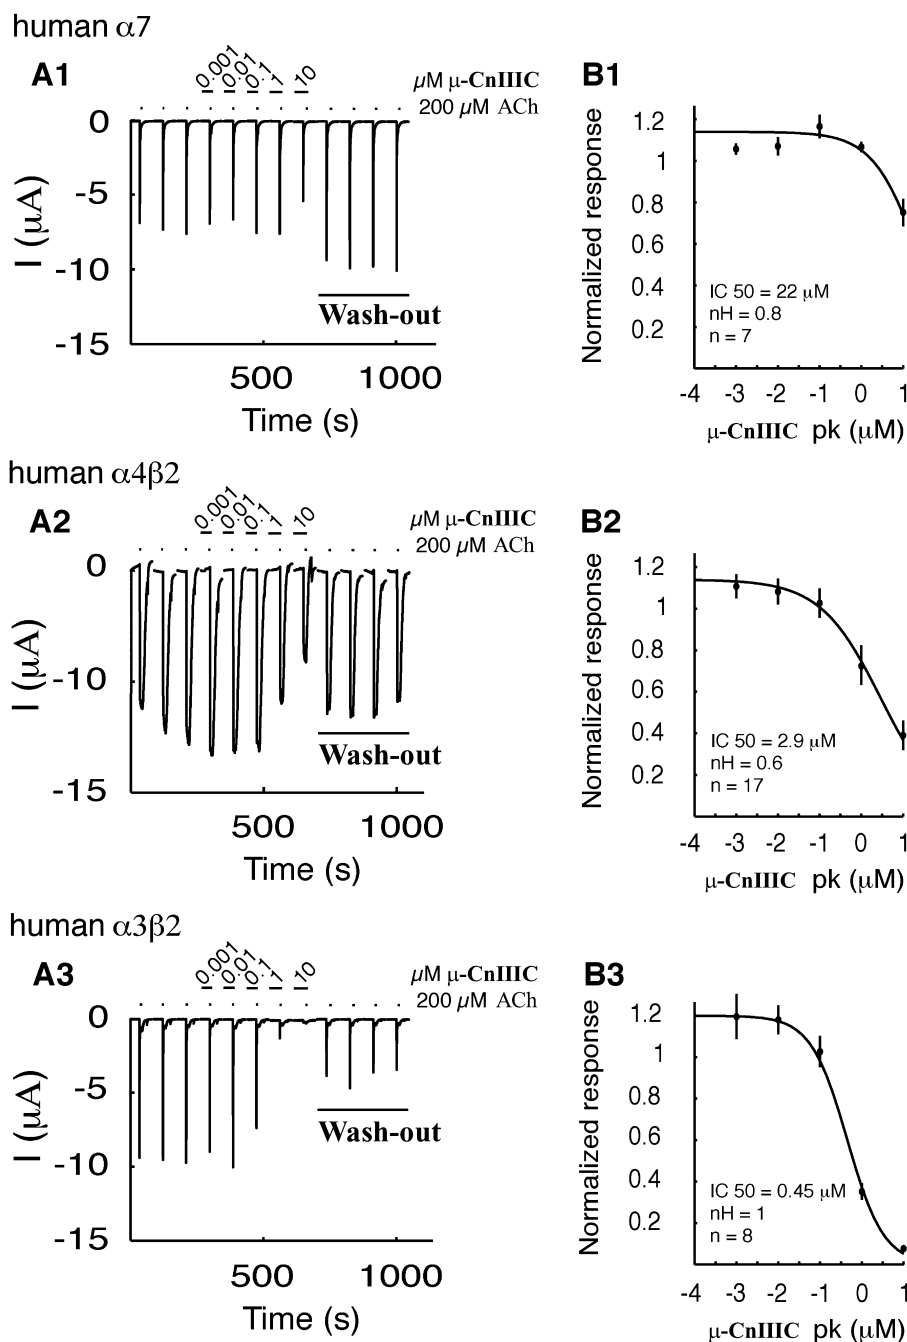 human α7
A1
0.001
0.01
0.1
1
10
µM µ-CnIIIC
200 µM ACh
0
-5
-10
-15
I (µA)
Wash-out
500
1000
Time (s)
B1
1.2
1
0.8
0.6
0.4
0.2
Normalized response
IC 50 = 22 µM
nH = 0.8
n = 7
-4
-3
-2
-1
0
1
µ-CnIIIC pk (µM)
human α4β2
A2
0.001
0.01
0.1
1
10
µM µ-CnIIIC
200 µM ACh
0
-10
-15
I (µA)
Wash-out
500
1000
Time (s)
B2
1.2
1
0.8
0.6
0.4
0.2
Normalized response
IC 50 = 2.9 µM
nH = 0.6
n = 17
-4
-3
-2
-1
0
1
µ-CnIIIC pk (µM)
human α3β2
A3
0.001
0.01
0.1
1
10
µM µ-CnIIIC
200 µM ACh
0
-5
-10
-15
I (µA)
Wash-out
500
1000
Time (s)
B3
1.2
1
0.8
0.6
0.4
0.2
Normalized response
IC 50 = 0.45 µM
nH = 1
n = 8
-4
-3
-2
-1
0
1
µ-CnIIIC pk (µM)